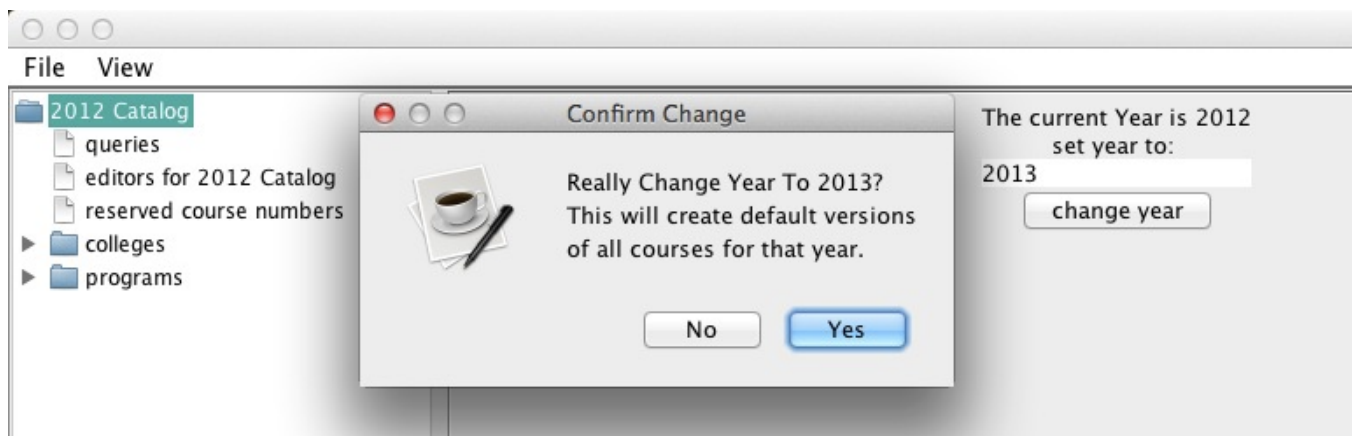 File View
2012 Catalog
queries
editors for 2012 Catalog
reserved course numbers
colleges
programs
Confirm Change
Really Change Year To 2013?
This will create default versions
of all courses for that year.
No Yes
The current Year is 2012
set year to:
2013
change year